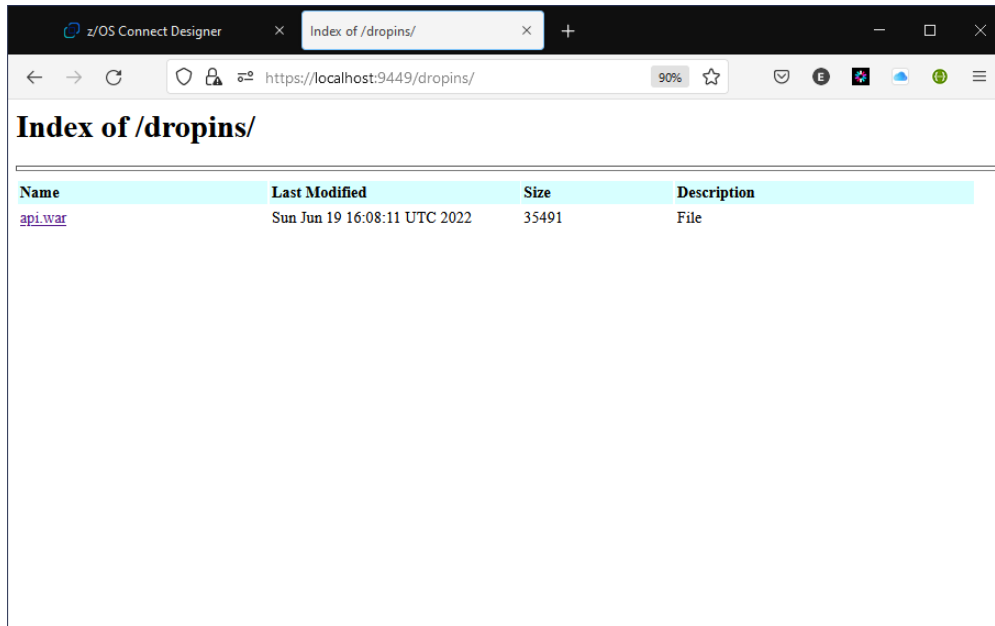 z/OS Connect Designer
Index of /dropins/
https://localhost:9449/dropins/
90%
E
Index of /dropins/
Name Last Modified Size Description
api.war Sun Jun 19 16:08:11 UTC 2022 35491 File